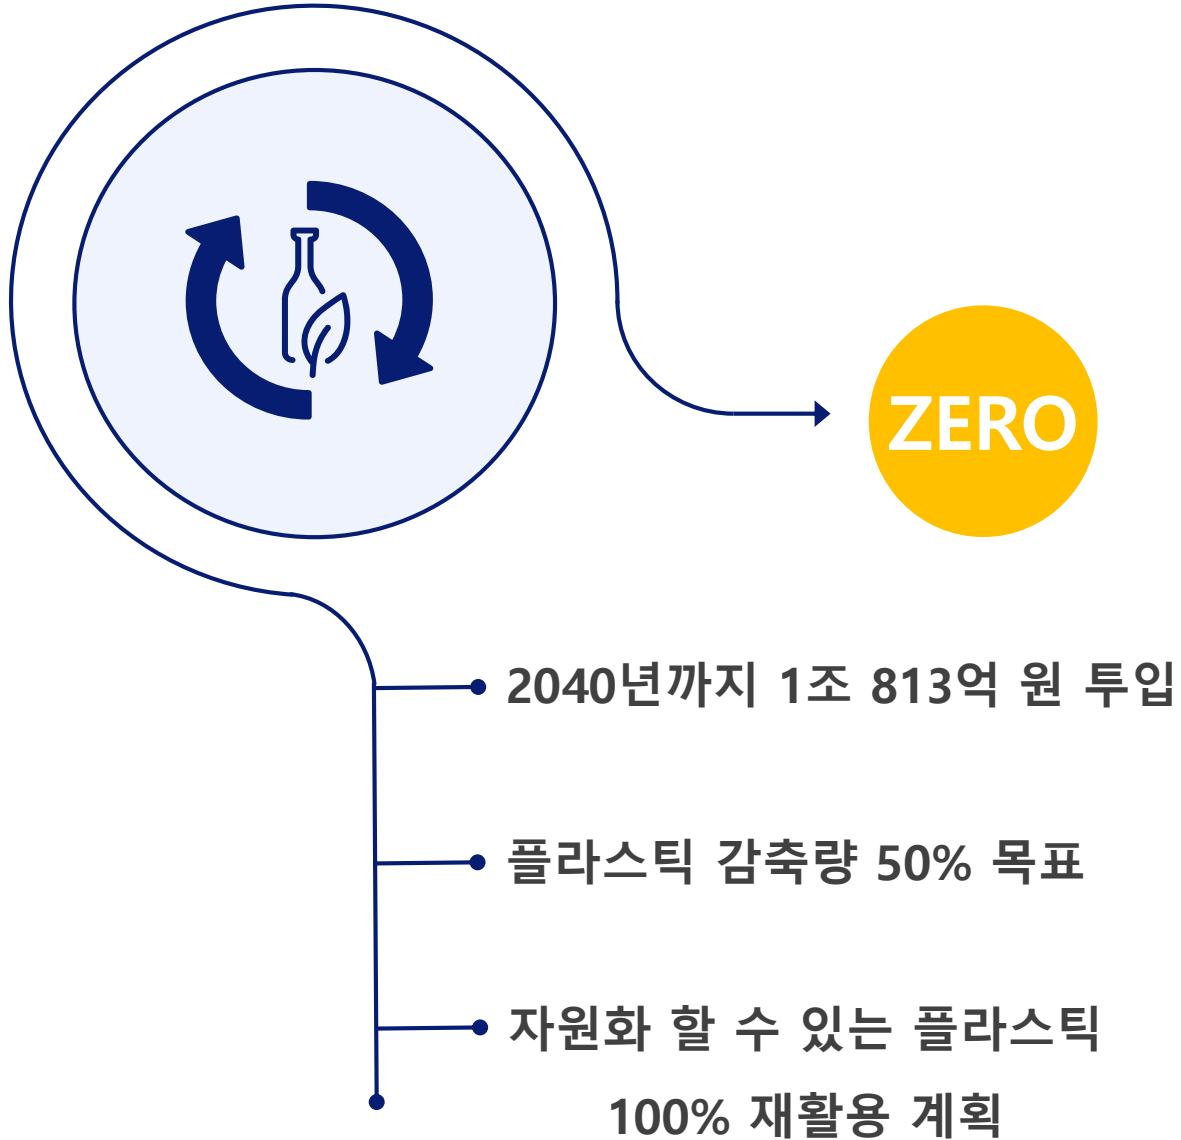 ZERO
2040년까지 1조 813억 원 투입
플라스틱 감축량 50% 목표
자원화 할 수 있는 플라스틱
100% 재활용 계획